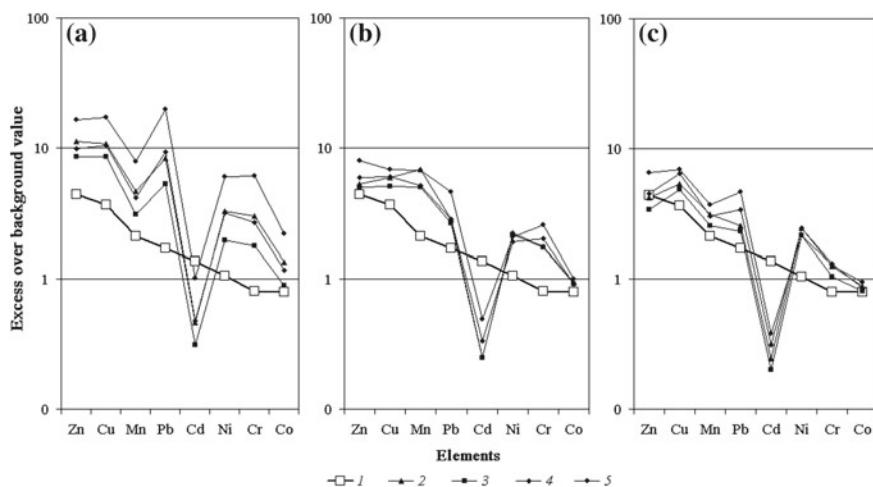 100
100
100
(a)
(b)
(c)
10
10
10
1
1
1
0
0
0
Excess over background value
Zn Cu Mn Pb Cd Ni Cr Co
Zn Cu Mn Pb Cd Ni Cr Co
Zn Cu Mn Pb Cd Ni Cr Co
Elements
1 2 3 4 5